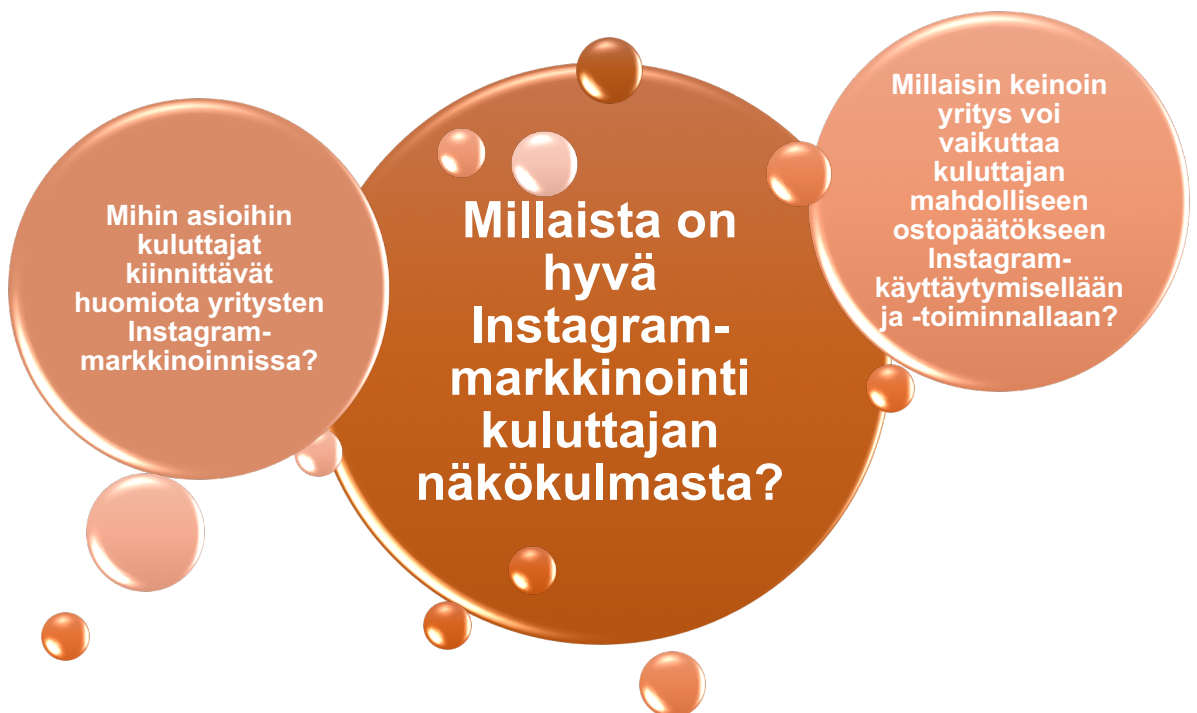 Mihin asioihin
kuluttajat
kiinnittävät
huomiota yritysten
Instagram-
markkinoinnissa?
Millaista on
hyvä
Instagram-
markkinointi
kuluttajan
näkökulmasta?
Millaisin keinoin
yritys voi
vaikuttaa
kuluttajan
mahdolliseen
ostopäätökseen
Instagram-
käyttäytymisellään
ja -toiminnallaan?